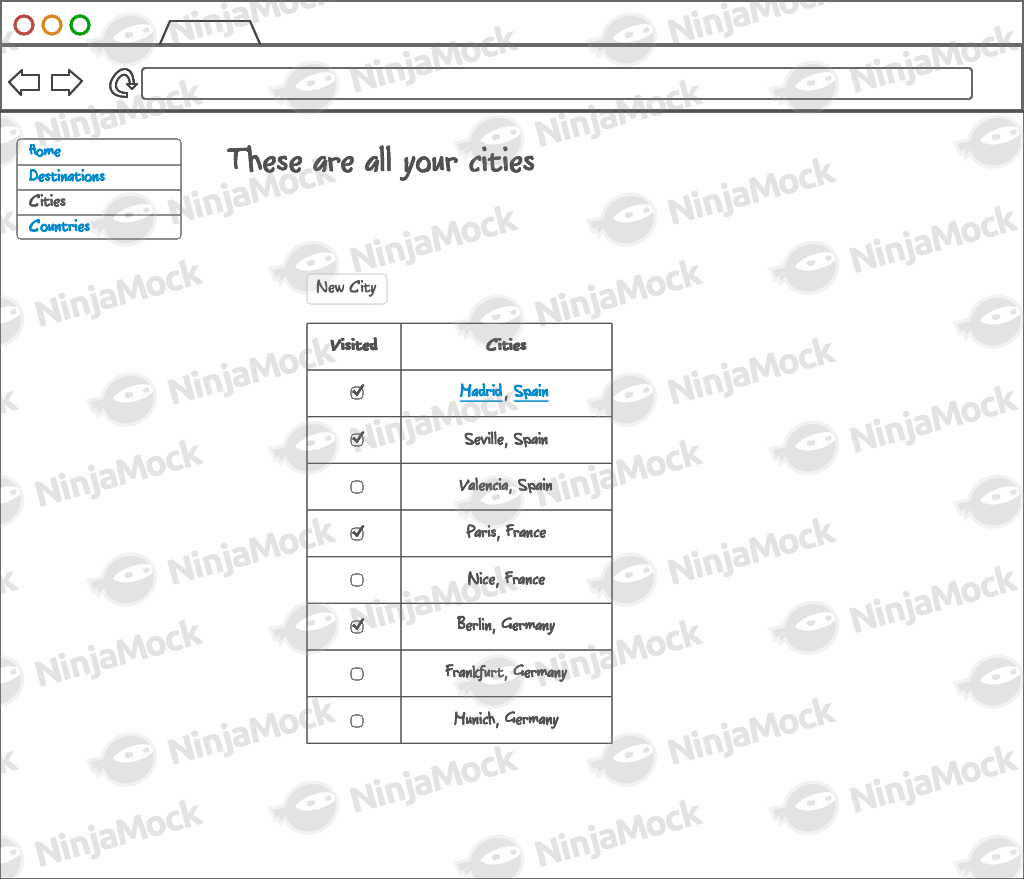 Home
Destinations
Cities
Countries
These are all your cities
New City
Visited Cities
Madrid, Spain
Seville, Spain
Valencia, Spain
Paris, France
Nice, France
Berlin, Germany
Frankfurt, Germany
Munich, Germany
NinjaMock